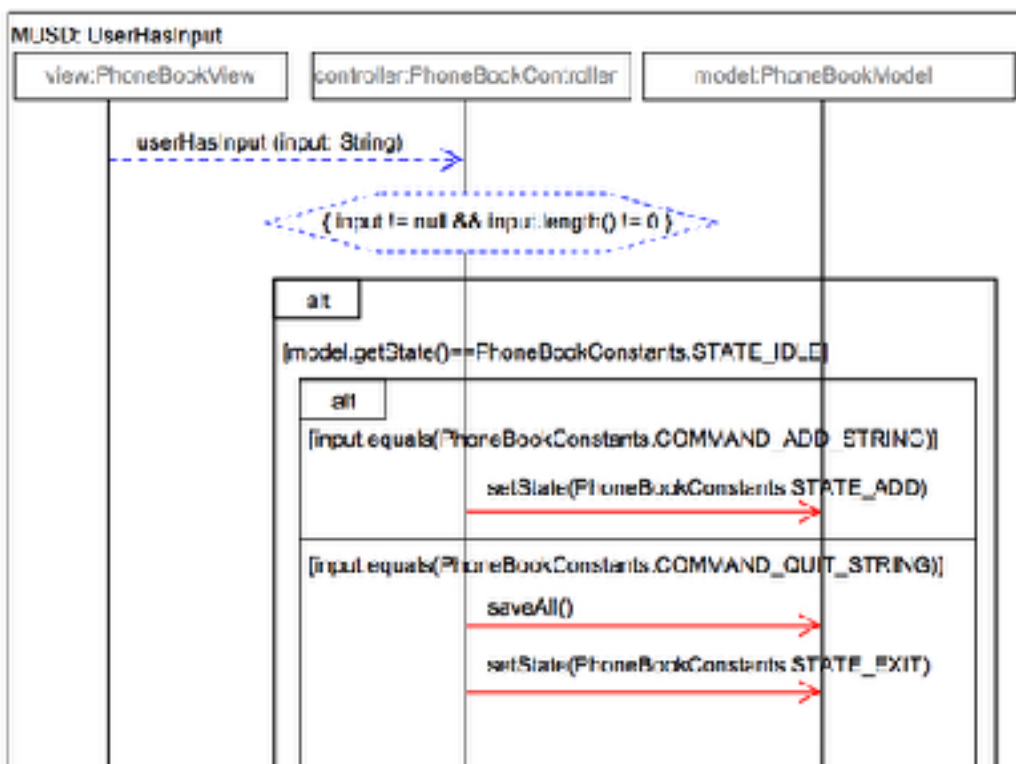 MUSD: UserHasInput
view:PhoneBookView
controller:PhoneBookController
model:PhoneBookModel
userHasInput (input: String)
{ input != null && input.length() != 0 }
alt
[model.getState()==PhoneBookConstants.STATE_IDLE]
alt
[input.equals(PhoneBookConstants.COMMAND_ADD_STRING)]
setState(PhoneBookConstants.STATE_ADD)
[input.equals(PhoneBookConstants.COMMAND_QUIT_STRING)]
saveAll()
setState(PhoneBookConstants.STATE_EXIT)